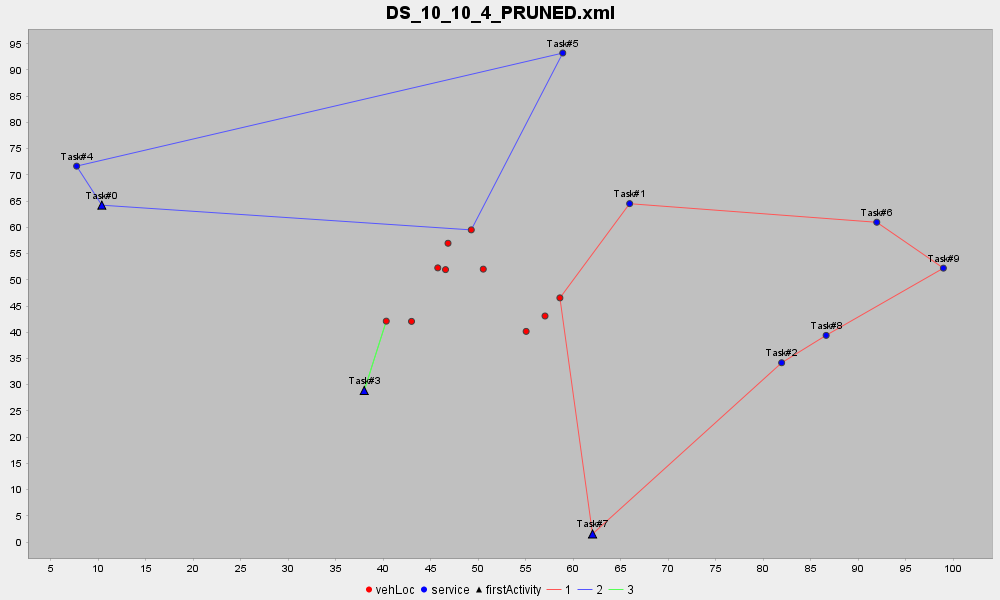 DS_10_10_4_PRUNED.xml
95
90
85
80
75
70
65
60
55
50
45
40
35
30
25
20
15
10
5
0
Task#5
Task#4
Task#0
Task#1
Task#6
Task#9
Task#8
Task#2
Task#3
Task#7
5 10 15 20 25 30 35 40 45 50 55 60 65 70 75 80 85 90 95 100
vehLoc service firstActivity 1 2 3